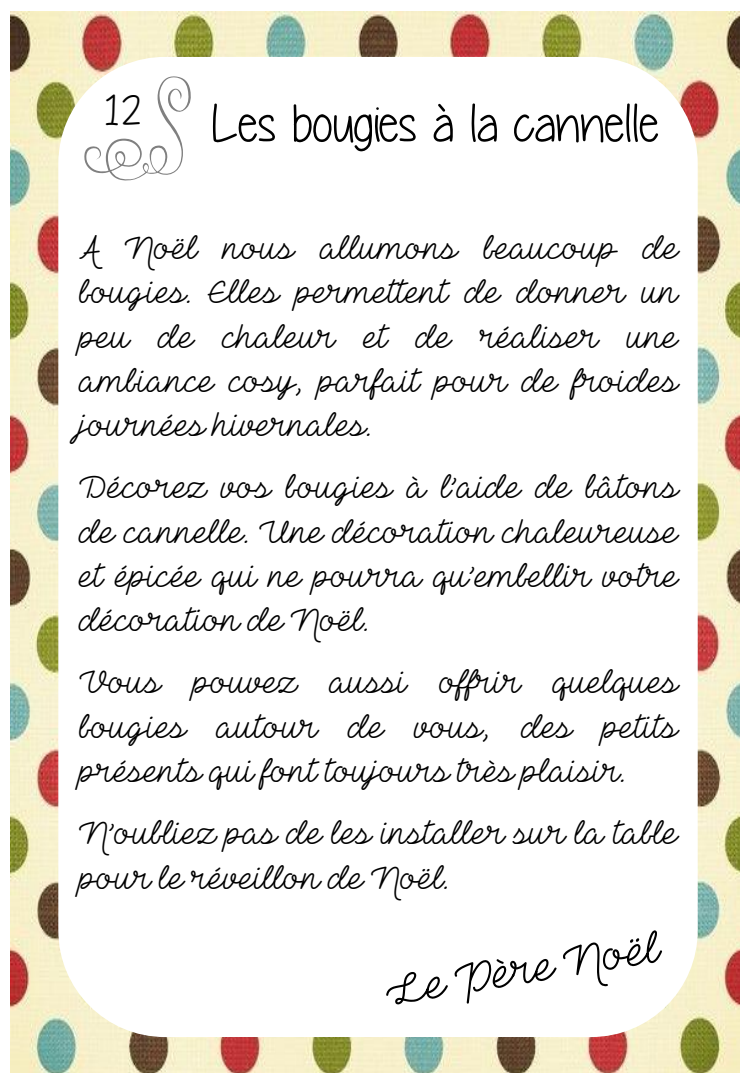 12
Les bougies à la cannelle
A Noël nous allumons beaucoup de
bougies. Elles permettent de donner un
peu de chaleur et de réaliser une
ambiance cosy, parfait pour de froides
journées hivernales.
Décorez vos bougies à l'aide de bâtons
de cannelle. Une décoration chaleureuse
et épicée qui ne pourra qu'embellir votre
décoration de Noël.
Vous pouvez aussi offrir quelques
bougies autour de vous, des petits
présents qui font toujours très plaisir.
N'oubliez pas de les installer sur la table
pour le réveillon de Noël.
Le Père Noël